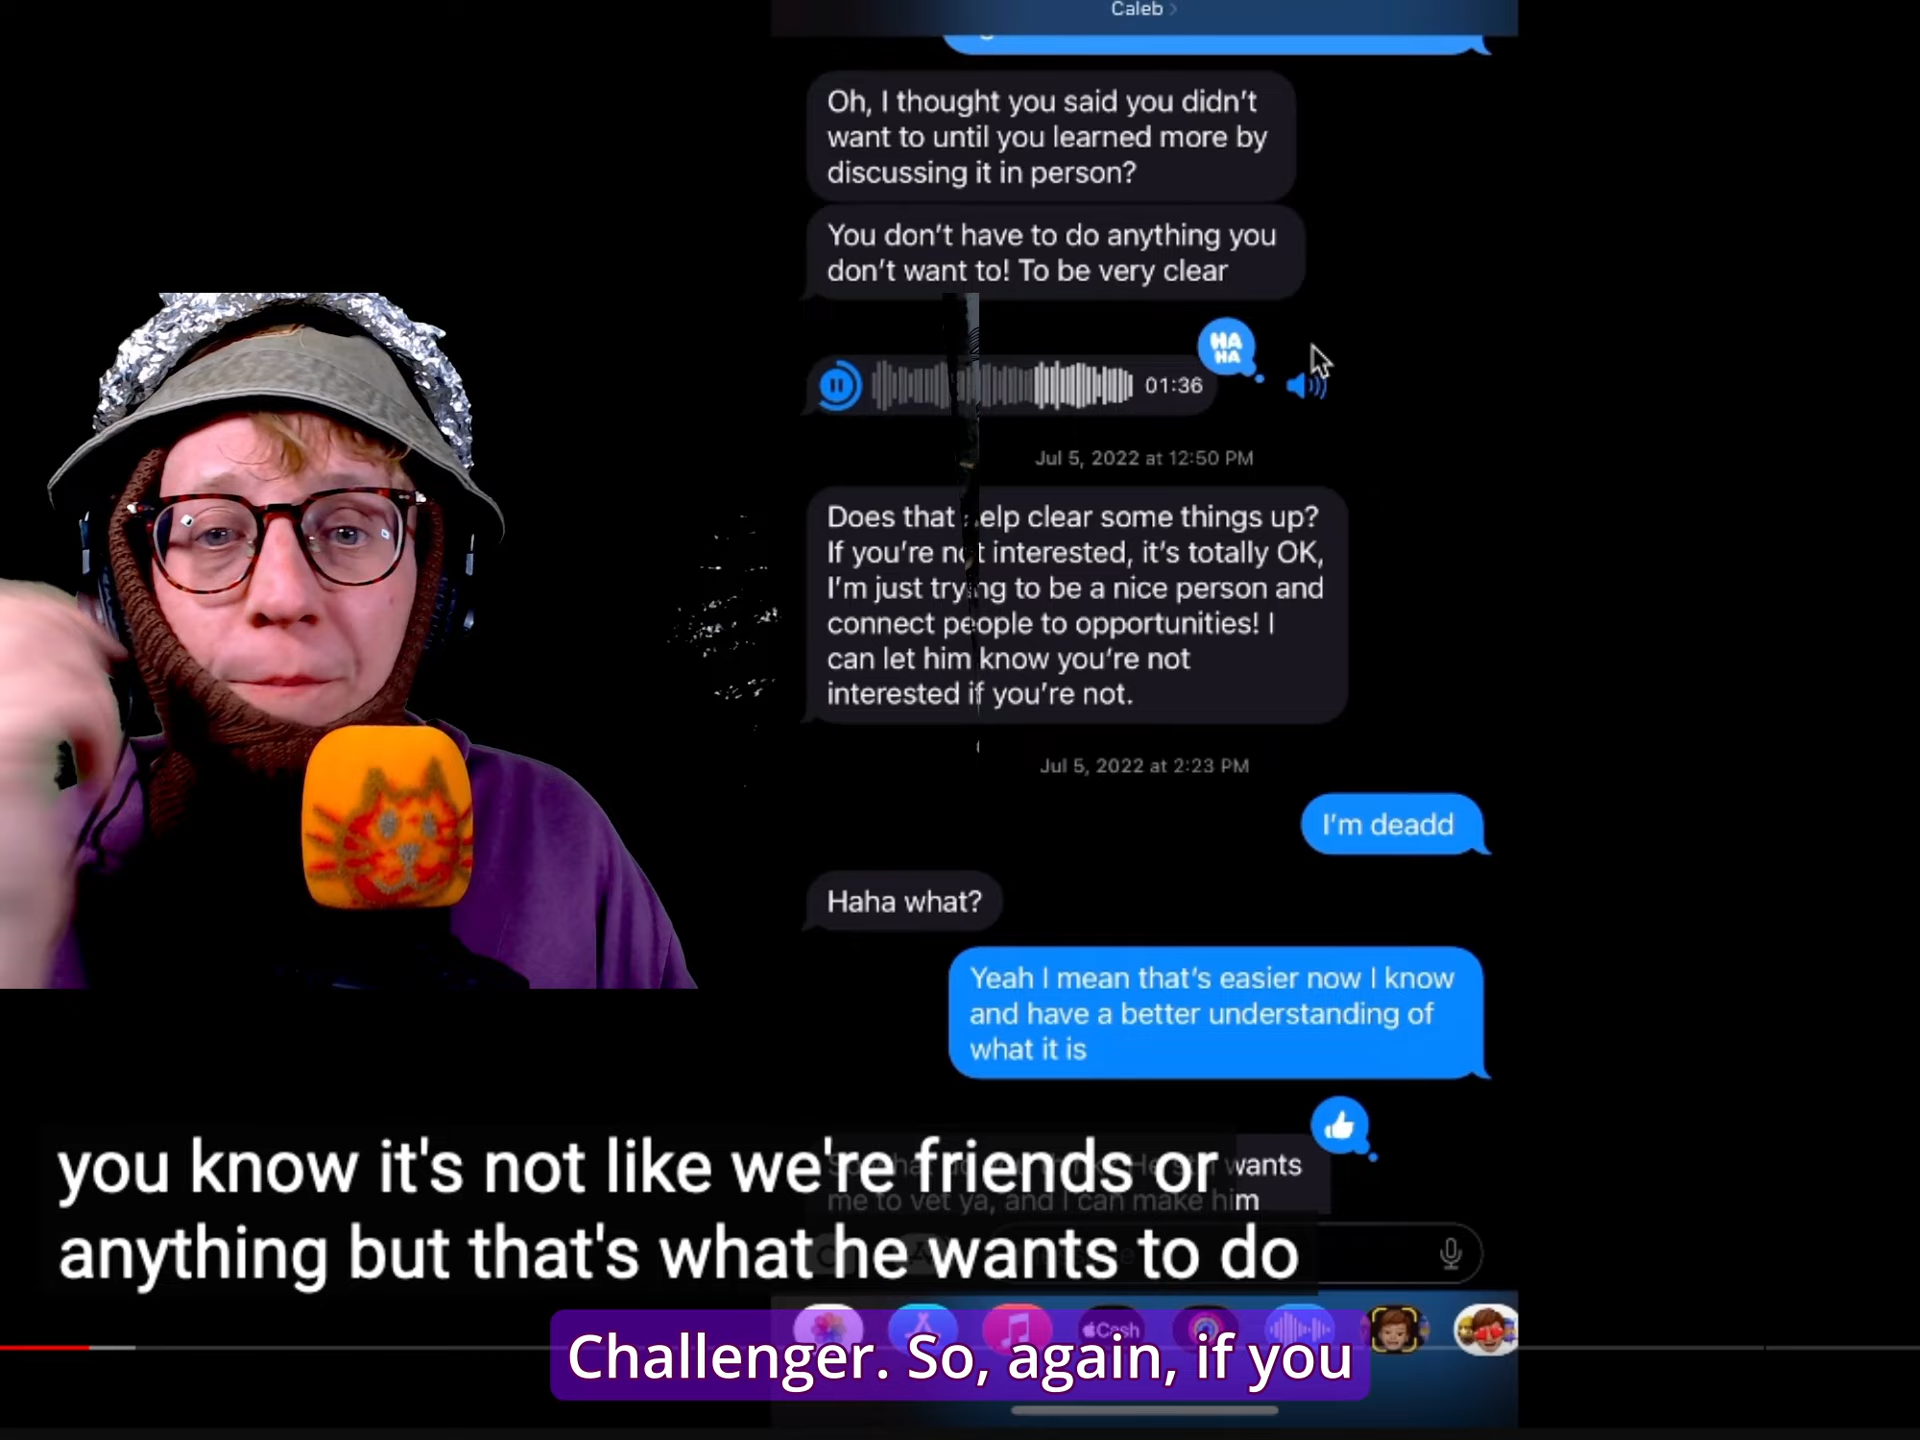 Caleb
Oh, I thought you said you didn't
want to until you learned more by
discussing it in person?
You don't have to do anything you
don't want to! To be very clear
HA
HA
01:36
Jul 5, 2022 at 12:50 PM
Does that help clear some things up?
If you're not interested, it's totally OK,
I'm just trying to be a nice person and
connect people to opportunities! I
can let him know you're not
interested if you're not.
Jul 5, 2022 at 2:23 PM
I'm deadd
Haha what?
Yeah I mean that's easier now I know
and have a better understanding of
what it is
wants
me to vet ya, and I can make him
you know it's not like we're friends or
anything but that's what he wants to do
Cash
Challenger. So, again, if you